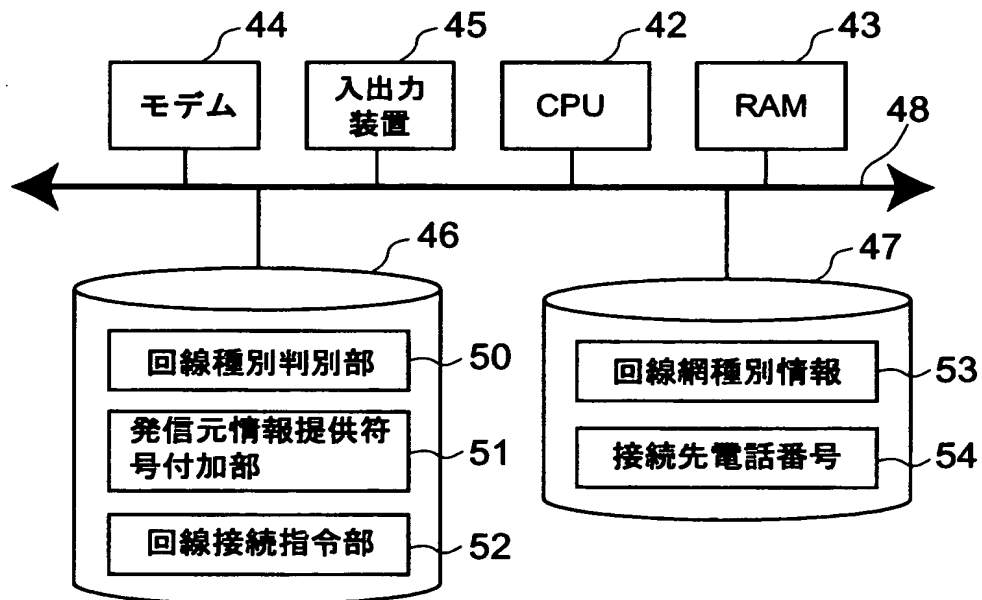 44
45
42
43
モデム
入出力
装置
CPU
RAM
48
46
47
回線種別判別部
50
発信元情報提供符
号付加部
51
回線接続指令部
52
回線網種別情報
53
接続先電話番号
54